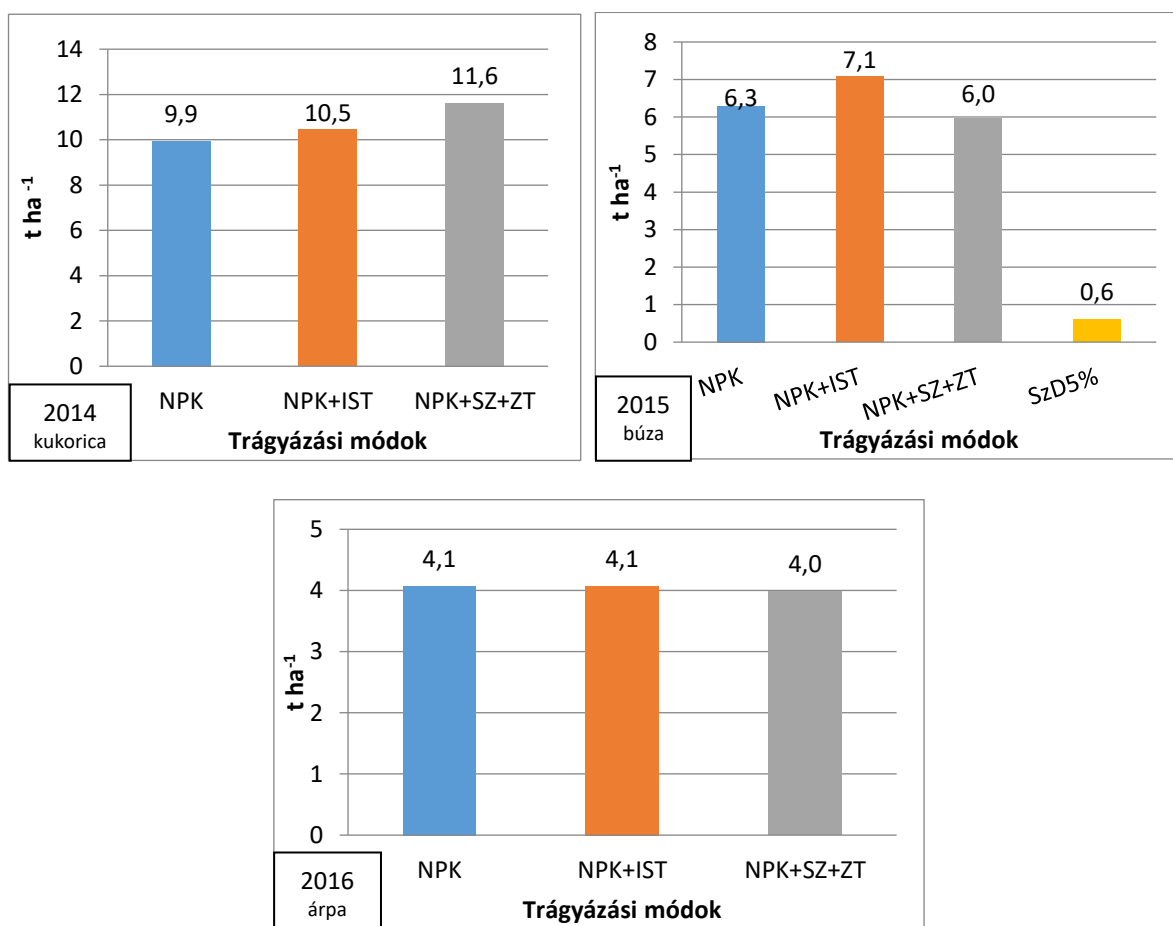 14
12
10
8
6
4
2
0
t ha-1
9,9
10,5
11,6
NPK
NPK+IST
NPK+SZ+ZT
2014
kukorica
Trágyázási módok
8
7
6
5
4
3
2
1
0
t ha-1
6,3
7,1
6,0
0,6
NPK
NPK+IST
NPK+SZ+ZT
SzD5%
2015
búza
Trágyázási módok
5
4
3
2
1
0
t ha-1
4,1
4,1
4,0
NPK
NPK+IST
NPK+SZ+ZT
2016
árpa
Trágyázási módok